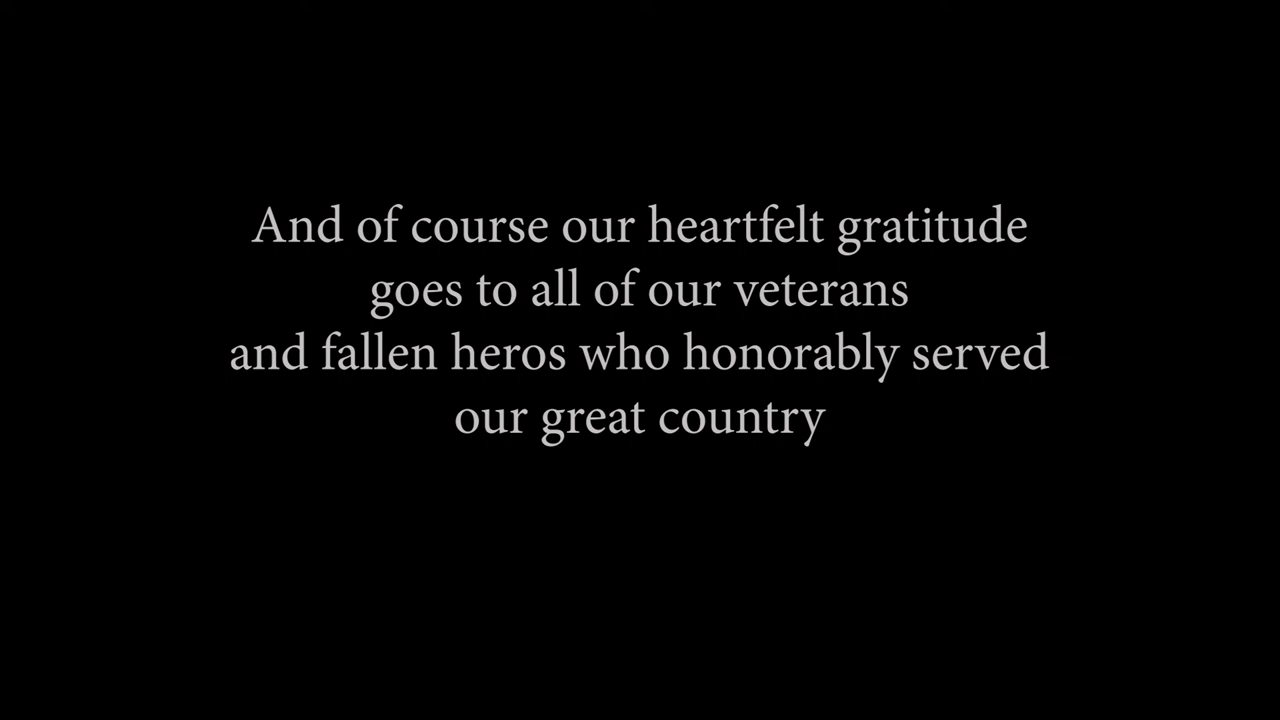 And of course our heartfelt gratitude
goes to all of our veterans
and fallen heros who honorably served
our great country